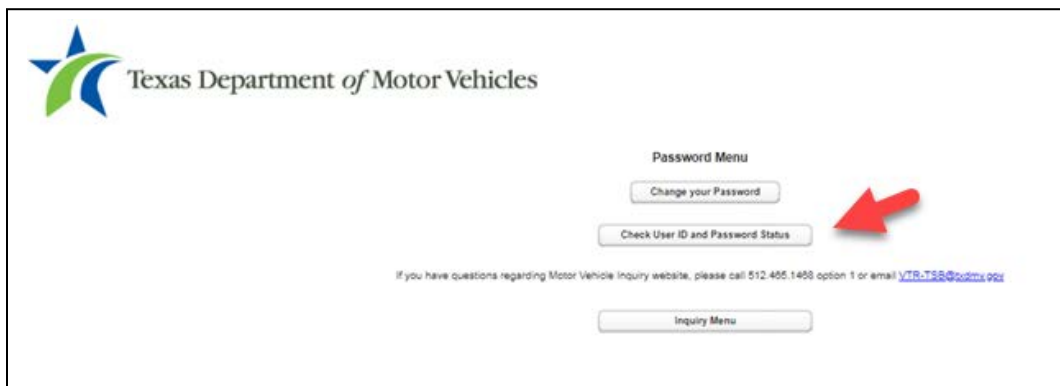 Texas Department of Motor Vehicles
Password Menu
Change your Password
Check User ID and Password Status
If you have questions regarding Motor Vehicle Inquiry website, please call 512.465.1468 option 1 or email VTR-TSB@txdmv.gov
Inquiry Menu